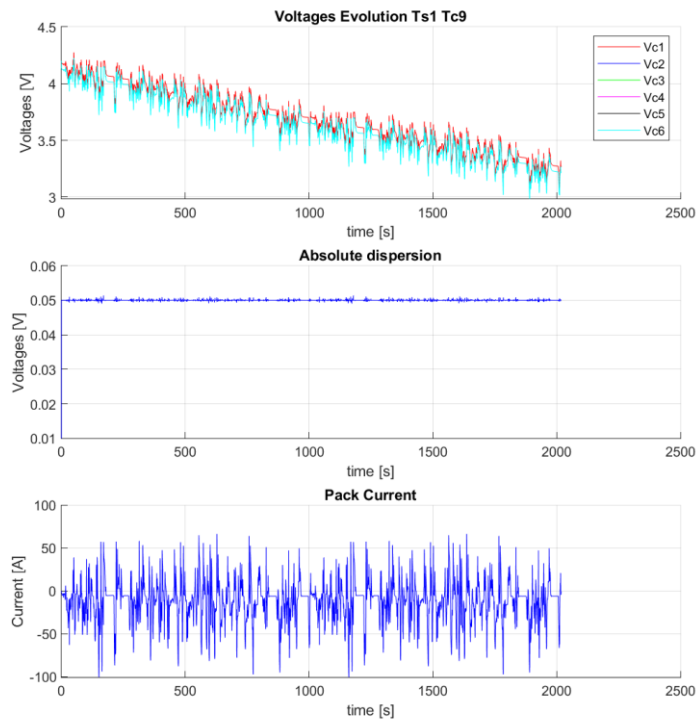 Voltages Evolution Ts1 Tc9
Voltages [V]
4.5
4
3.5
3
Vc1
Vc2
Vc3
Vc4
Vc5
Vc6
0 500 1000 1500 2000 2500
time [s]
Absolute dispersion
Voltages [V]
0.06
0.05
0.04
0.03
0.02
0.01
0 500 1000 1500 2000 2500
time [s]
Pack Current
Current [A]
100
50
0
-50
-100
0 500 1000 1500 2000 2500
time [s]